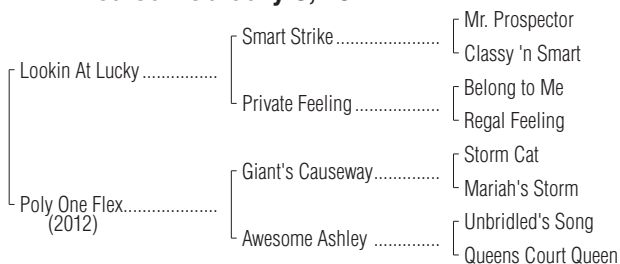 Mr. Prospector
Smart Strike....................
Classy 'n Smart
Lookin At Lucky ...............
Belong to Me
Private Feeling .................
Regal Feeling
Storm Cat
Giant's Causeway.............
Mariah's Storm
Poly One Flex...................
(2012)
Unbridled's Song
Awesome Ashley .............
Queens Court Queen